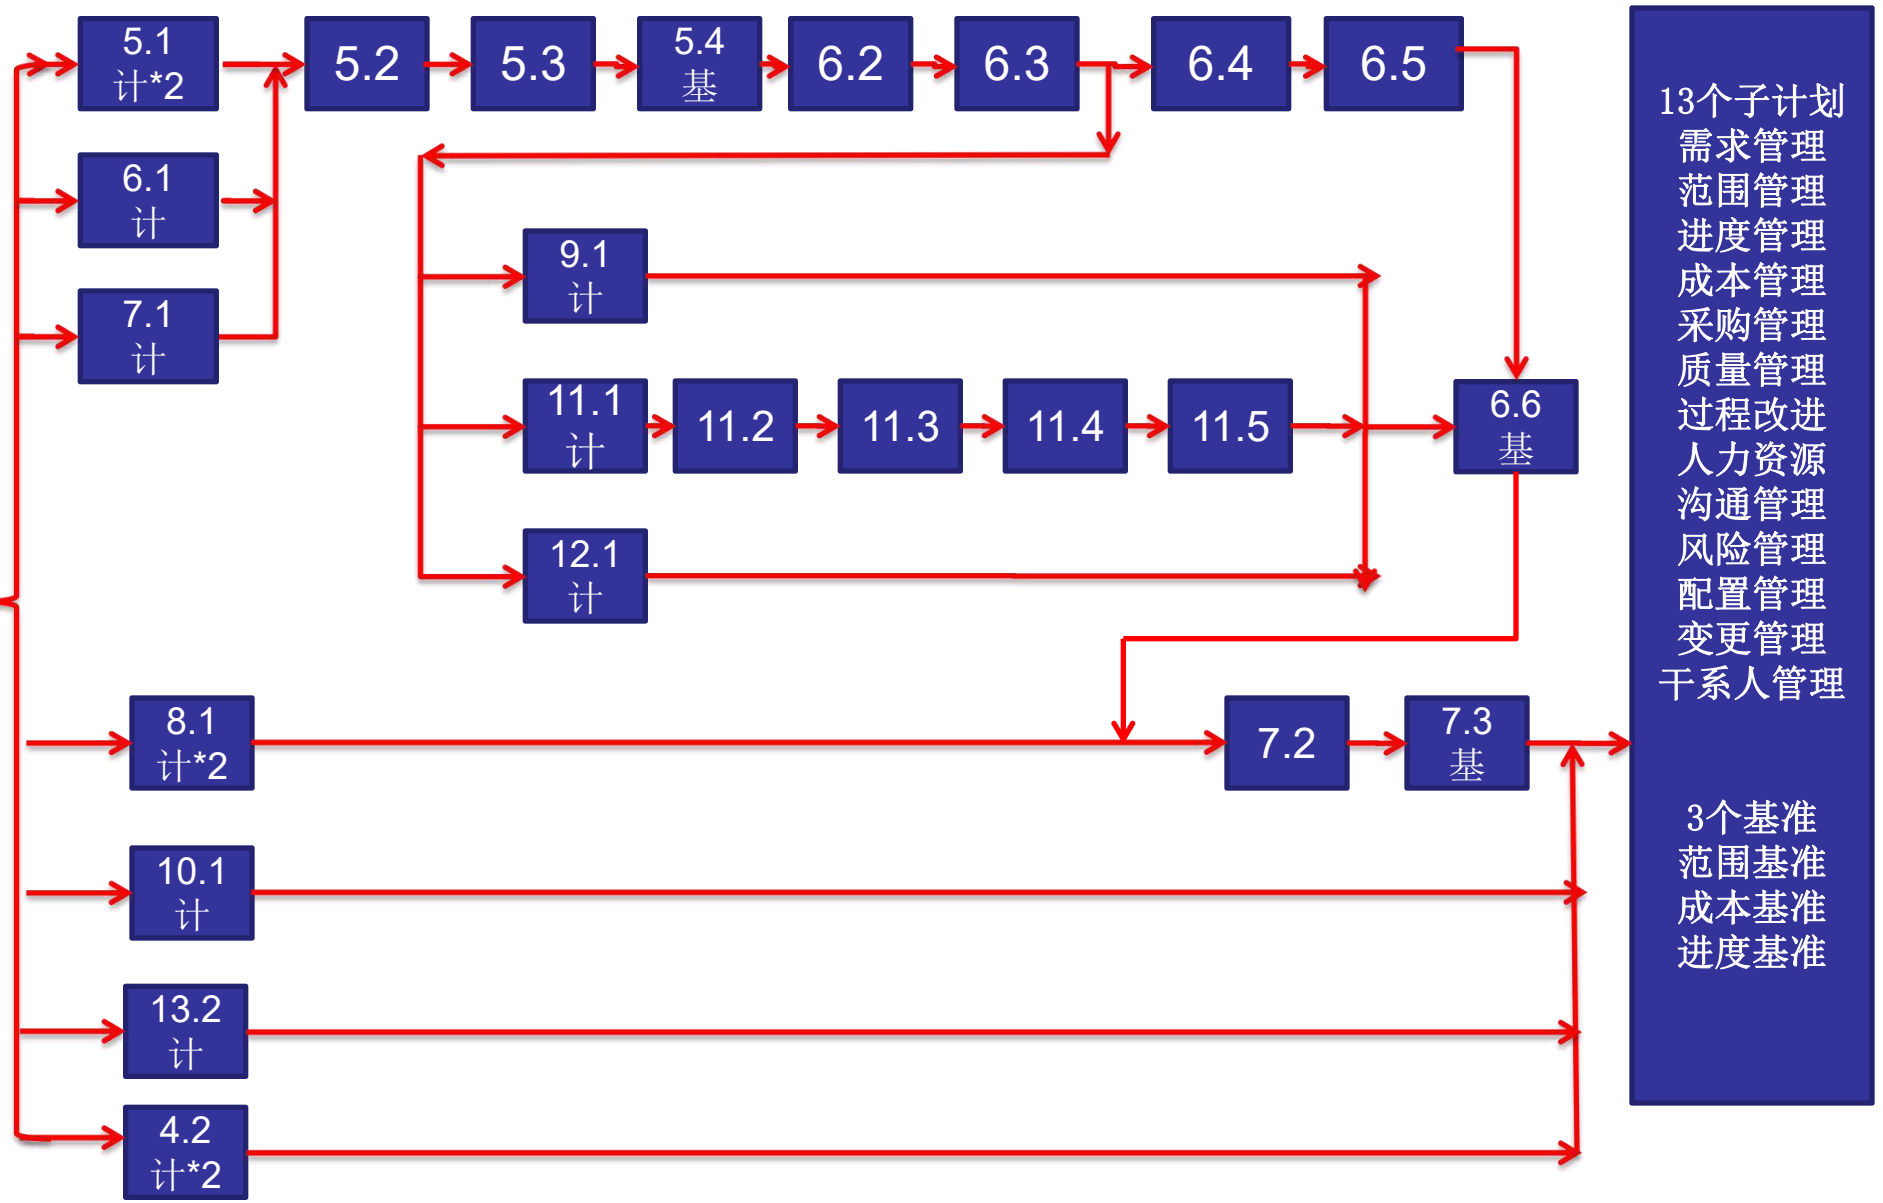 5.1
计*2
5.2
5.3
5.4
基
6.2
6.3
6.4
6.5
6.1
计
7.1
计
9.1
计
11.1
计
11.2
11.3
11.4
11.5
6.6
基
12.1
计
8.1
计*2
7.2
7.3
基
10.1
计
13.2
计
4.2
计*2
13个子计划
需求管理
范围管理
进度管理
成本管理
采购管理
质量管理
过程改进
人力资源
沟通管理
风险管理
配置管理
变更管理
干系人管理
3个基准
范围基准
成本基准
进度基准